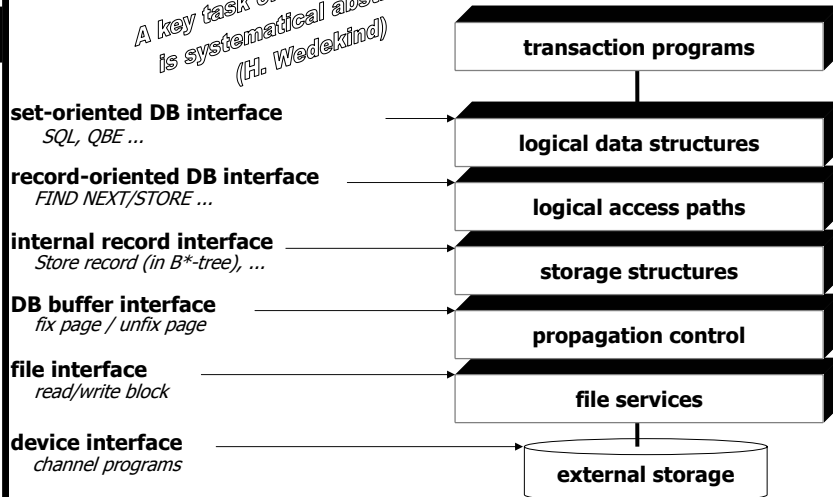 A key task of
is systematical abs
(H. Wedekind)
transaction programs
set-oriented DB interface
SQL, QBE ...
logical data structures
record-oriented DB interface
FIND NEXT/STORE ...
logical access paths
internal record interface
Store record (in B*-tree), ...
storage structures
DB buffer interface
fix page / unfix page
propagation control
file interface
read/write block
file services
device interface
channel programs
external storage